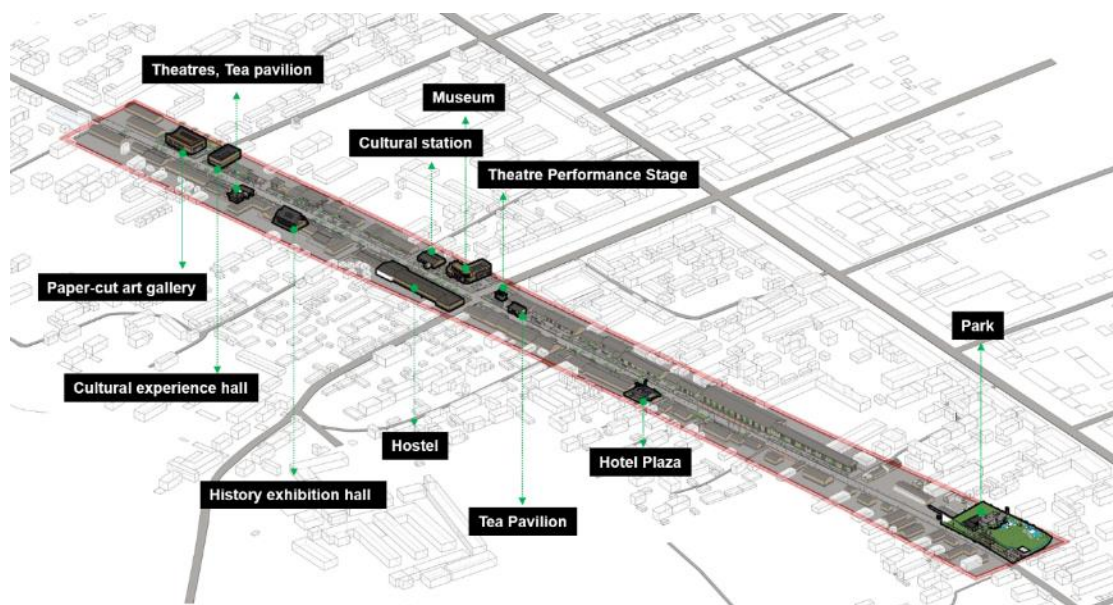 Theatres, Tea pavilion
Museum
Cultural station
Theatre Performance Stage
Paper-cut art gallery
Park
Cultural experience hall
Hostel
Hotel Plaza
History exhibition hall
Tea Pavilion